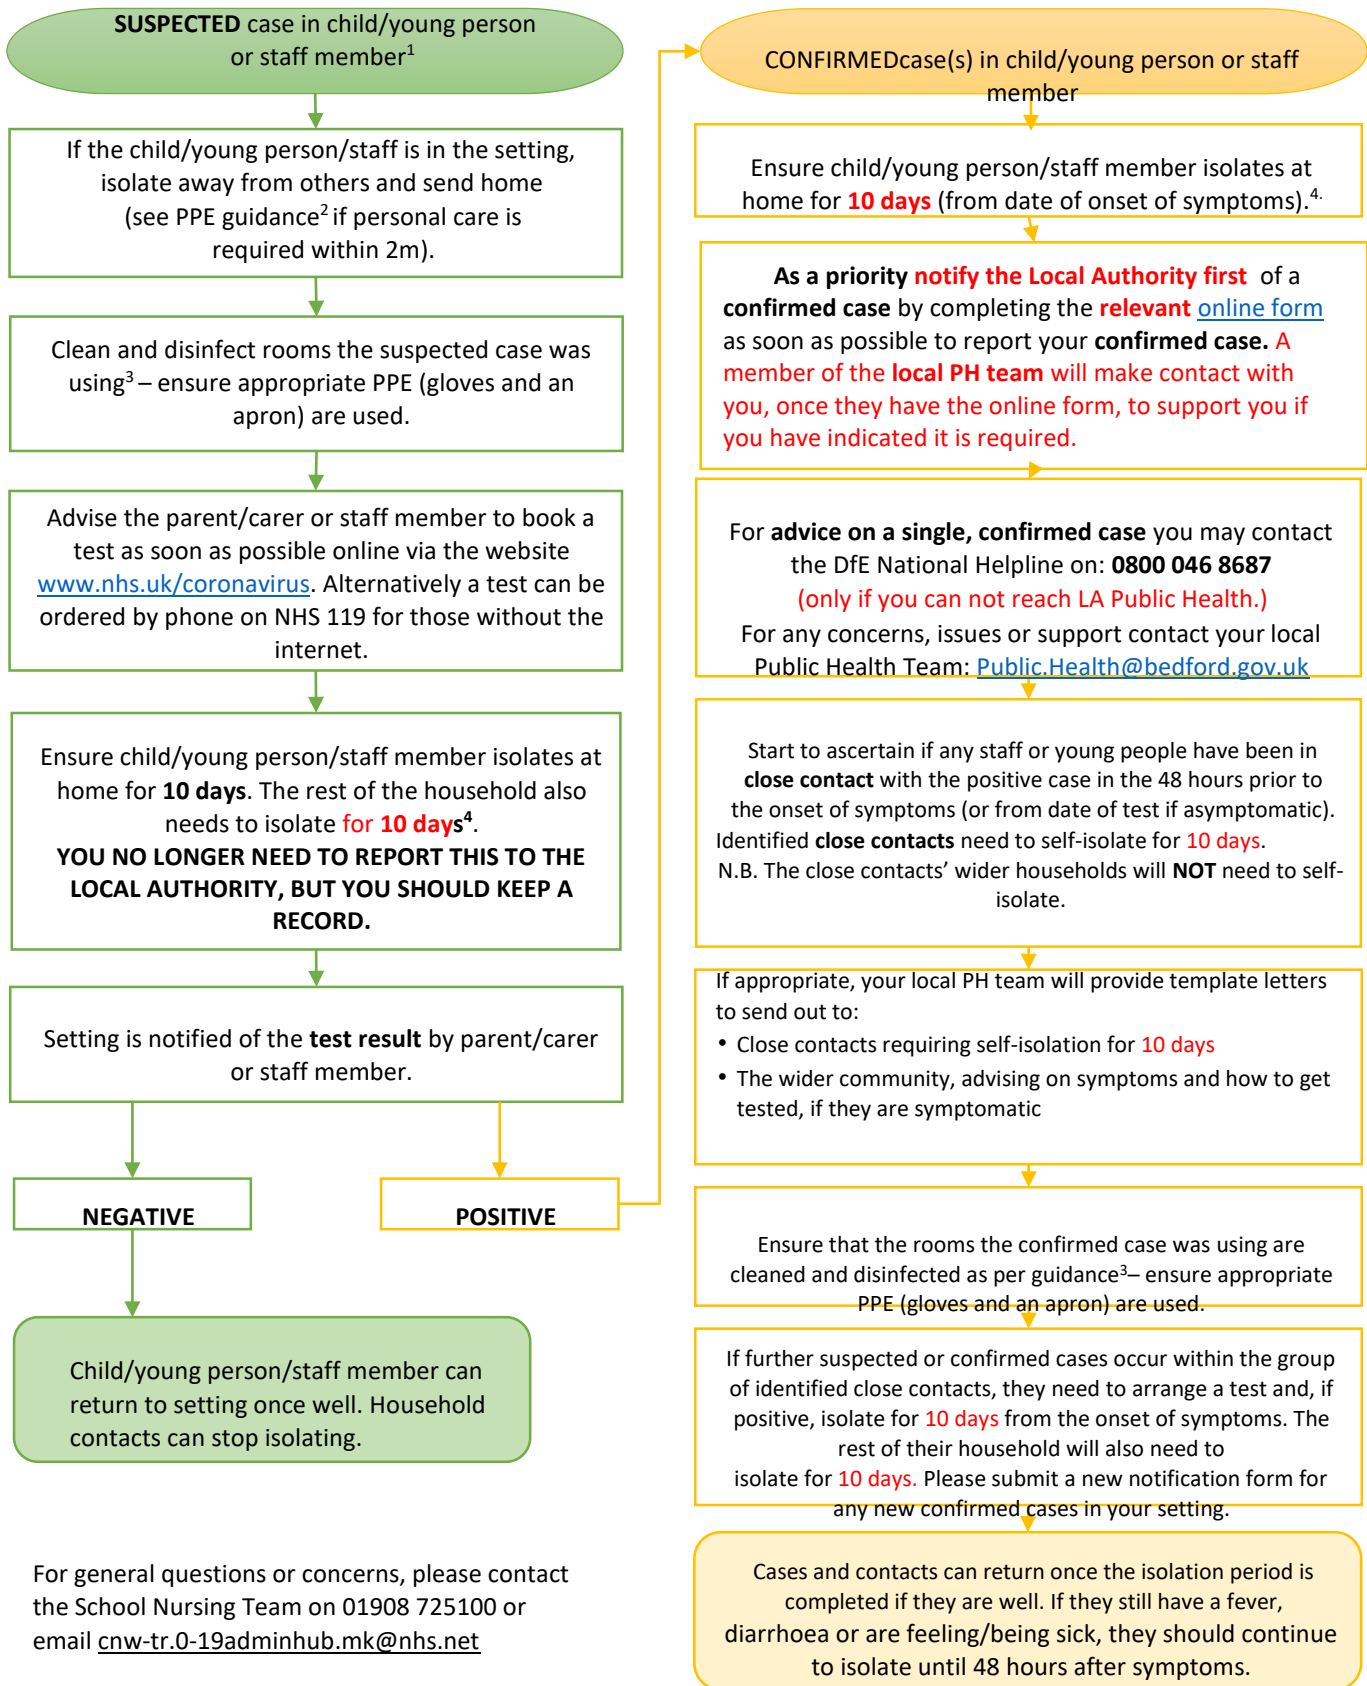 SUSPECTED case in child/young person
or staff member1
If the child/young person/staff is in the setting,
isolate away from others and send home
(see PPE guidance2 if personal care is
required within 2m).
Clean and disinfect rooms the suspected case was
using3 – ensure appropriate PPE (gloves and an
apron) are used.
Advise the parent/carer or staff member to book a
test as soon as possible online via the website
www.nhs.uk/coronavirus. Alternatively a test can be
ordered by phone on NHS 119 for those without the
internet.
Ensure child/young person/staff member isolates at
home for 10 days. The rest of the household also
needs to isolate for 10 days4.
YOU NO LONGER NEED TO REPORT THIS TO THE
LOCAL AUTHORITY, BUT YOU SHOULD KEEP A
RECORD.
Setting is notified of the test result by parent/carer
or staff member.
NEGATIVE
POSITIVE
Child/young person/staff member can
return to setting once well. Household
contacts can stop isolating.
For general questions or concerns, please contact
the School Nursing Team on 01908 725100 or
email cnw-tr.0-19adminhub.mk@nhs.net
CONFIRMEDcase(s) in child/young person or staff
member
Ensure child/young person/staff member isolates at
home for 10 days (from date of onset of symptoms).4.
As a priority notify the Local Authority first of a
confirmed case by completing the relevant online form
as soon as possible to report your confirmed case. A
member of the local PH team will make contact with
you, once they have the online form, to support you if
you have indicated it is required.
For advice on a single, confirmed case you may contact
the DfE National Helpline on: 0800 046 8687
(only if you can not reach LA Public Health.)
For any concerns, issues or support contact your local
Public Health Team: Public.Health@bedford.gov.uk
Start to ascertain if any staff or young people have been in
close contact with the positive case in the 48 hours prior to
the onset of symptoms (or from date of test if asymptomatic).
Identified close contacts need to self-isolate for 10 days.
N.B. The close contacts’ wider households will NOT need to self-
isolate.
If appropriate, your local PH team will provide template letters
to send out to:
• Close contacts requiring self-isolation for 10 days
• The wider community, advising on symptoms and how to get
tested, if they are symptomatic
Ensure that the rooms the confirmed case was using are
cleaned and disinfected as per guidance3– ensure appropriate
PPE (gloves and an apron) are used.
If further suspected or confirmed cases occur within the group
of identified close contacts, they need to arrange a test and, if
positive, isolate for 10 days from the onset of symptoms. The
rest of their household will also need to
isolate for 10 days. Please submit a new notification form for
any new confirmed cases in your setting.
Cases and contacts can return once the isolation period is
completed if they are well. If they still have a fever,
diarrhoea or are feeling/being sick, they should continue
to isolate until 48 hours after symptoms.